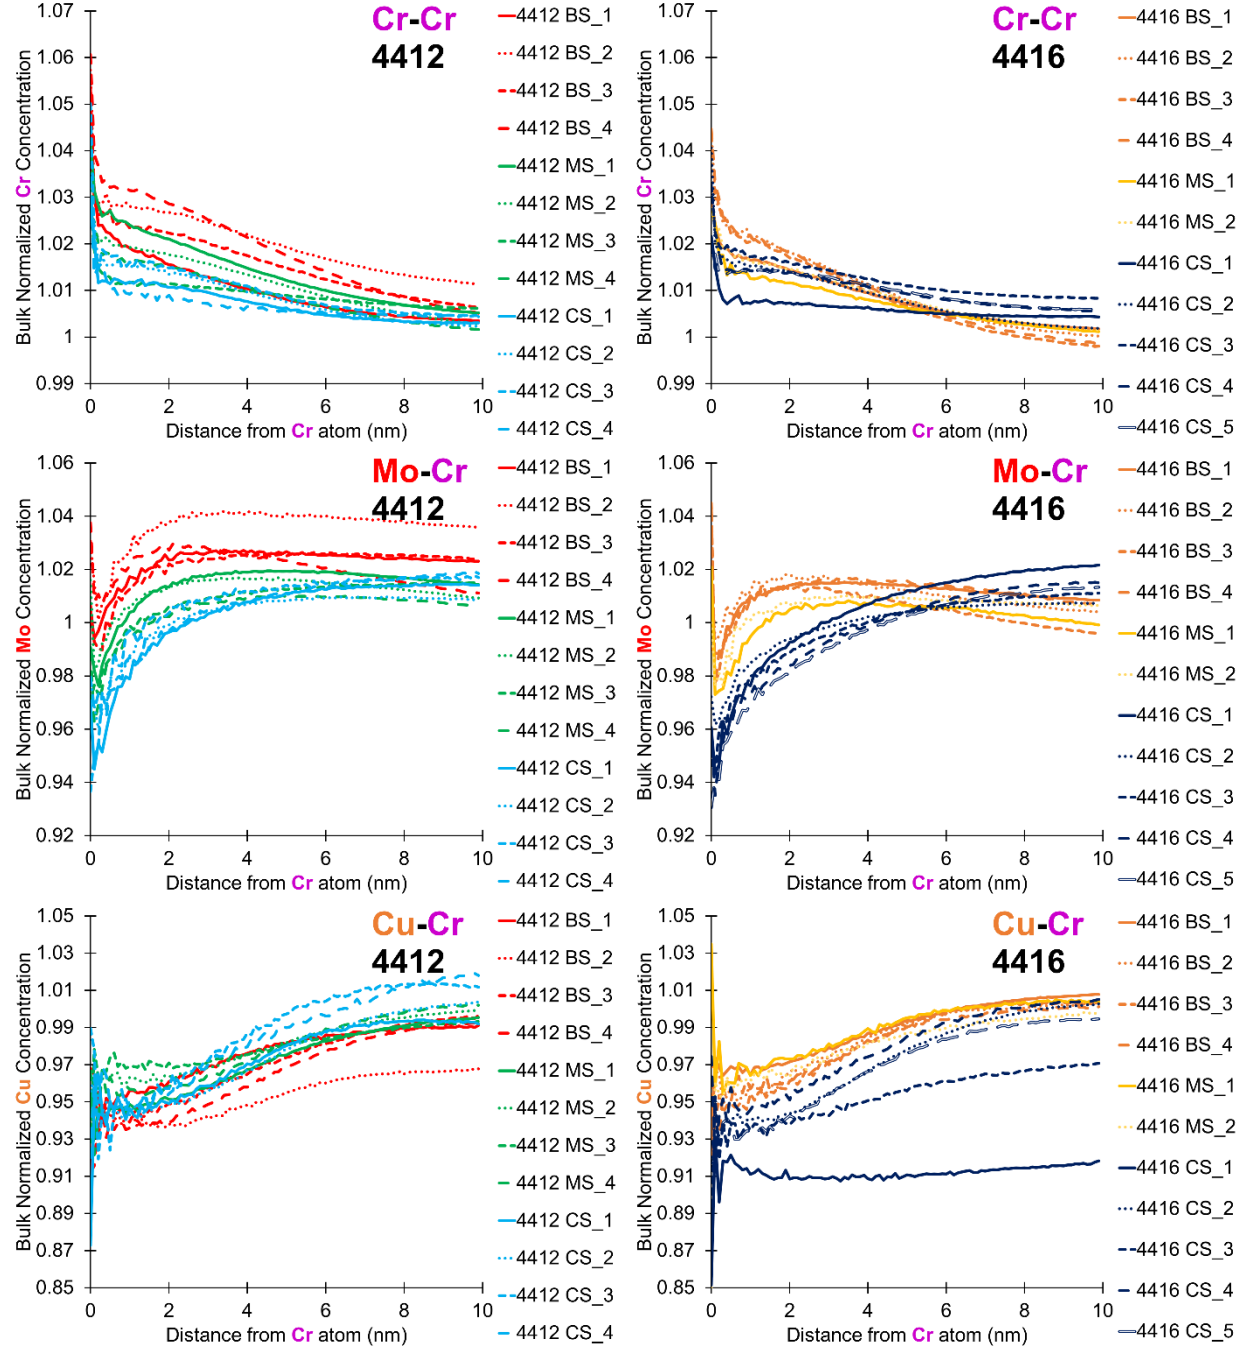 Cr-Cr
4412
Bulk Normalized Cr Concentration
1.07
1.06
1.05
1.04
1.03
1.02
1.01
1
0.99
0
2
4
6
8
10
Distance from Cr atom (nm)
4412 BS_1
4412 BS_2
4412 BS_3
4412 BS_4
4412 MS_1
4412 MS_2
4412 MS_3
4412 MS_4
4412 CS_1
4412 CS_2
4412 CS_3
4412 CS_4
Cr-Cr
4416
Bulk Normalized Cr Concentration
1.07
1.06
1.05
1.04
1.03
1.02
1.01
1
0.99
0
2
4
6
8
10
Distance from Cr atom (nm)
4416 BS_1
4416 BS_2
4416 BS_3
4416 BS_4
4416 MS_1
4416 MS_2
4416 CS_1
4416 CS_2
4416 CS_3
4416 CS_4
4416 CS_5
Mo-Cr
4412
Bulk Normalized Mo Concentration
1.06
1.04
1.02
1
0.98
0.96
0.94
0.92
0
2
4
6
8
10
Distance from Cr atom (nm)
4412 BS_1
4412 BS_2
4412 BS_3
4412 BS_4
4412 MS_1
4412 MS_2
4412 MS_3
4412 MS_4
4412 CS_1
4412 CS_2
4412 CS_3
4412 CS_4
Mo-Cr
4416
Bulk Normalized Mo Concentration
1.06
1.04
1.02
1
0.98
0.96
0.94
0.92
0
2
4
6
8
10
Distance from Cr atom (nm)
4416 BS_1
4416 BS_2
4416 BS_3
4416 BS_4
4416 MS_1
4416 MS_2
4416 CS_1
4416 CS_2
4416 CS_3
4416 CS_4
4416 CS_5
Cu-Cr
4412
Bulk Normalized Cu Concentration
1.05
1.03
1.01
0.99
0.97
0.95
0.93
0.91
0.89
0.87
0.85
0
2
4
6
8
10
Distance from Cr atom (nm)
4412 BS_1
4412 BS_2
4412 BS_3
4412 BS_4
4412 MS_1
4412 MS_2
4412 MS_3
4412 MS_4
4412 CS_1
4412 CS_2
4412 CS_3
4412 CS_4
Cu-Cr
4416
Bulk Normalized Cu Concentration
1.05
1.03
1.01
0.99
0.97
0.95
0.93
0.91
0.89
0.87
0.85
0
2
4
6
8
10
Distance from Cr atom (nm)
4416 BS_1
4416 BS_2
4416 BS_3
4416 BS_4
4416 MS_1
4416 MS_2
4416 CS_1
4416 CS_2
4416 CS_3
4416 CS_4
4416 CS_5